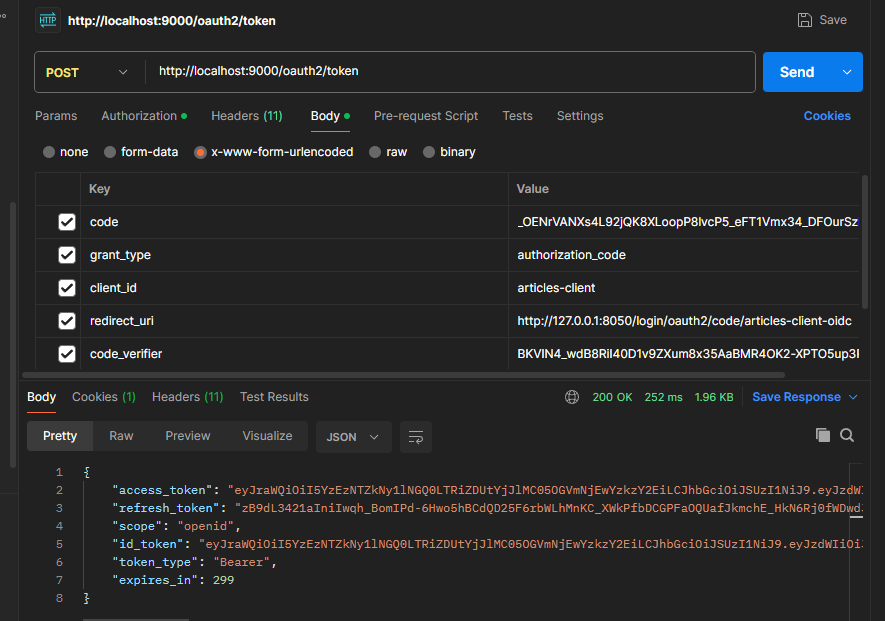 HTTP http://localhost:9000/oauth2/token Save
POST http://localhost:9000/oauth2/token Send
Params Authorization Headers (11) Body Pre-request Script Tests Settings Cookies
none form-data x-www-form-urlencoded raw binary
Key Value
code _OENrVANXs4L92jQK8XLoopP8lvcP5_eFT1Vmx34_DFOurSz
grant_type authorization_code
client_id articles-client
redirect_uri http://127.0.0.1:8050/login/oauth2/code/articles-client-oidc
code_verifier BKVlN4_wdB8RiI40D1v9ZXum8x35AaBMR4OK2-XPTO5up3F
Body Cookies (1) Headers (11) Test Results 200 OK 252 ms 1.96 KB Save Response
Pretty Raw Preview Visualize JSON
1 {
2 "access_token": "eyJraWQiOiI5YzEzNTZkNy1lNGQ0LTRiZDUtYjJlMC05OGVmNjEwYzkzY2EiLCJhbGciOiJSUzI1NiJ9.eyJzdWI
3 "refresh_token": "zB9dL3421aIniIwqh_BomIPd-6Hwo5hBCdQD25F6rbWLhMnKC_XWkPfbDCGPFaOQUafJkmchE_HkN6Rj0fWDwd
4 "scope": "openid",
5 "id_token": "eyJraWQiOiI5YzEzNTZkNy1lNGQ0LTRiZDUtYjJlMC05OGVmNjEwYzkzY2EiLCJhbGciOiJSUzI1NiJ9.eyJzdWIiOiJ
6 "token_type": "Bearer",
7 "expires_in": 299
8 }